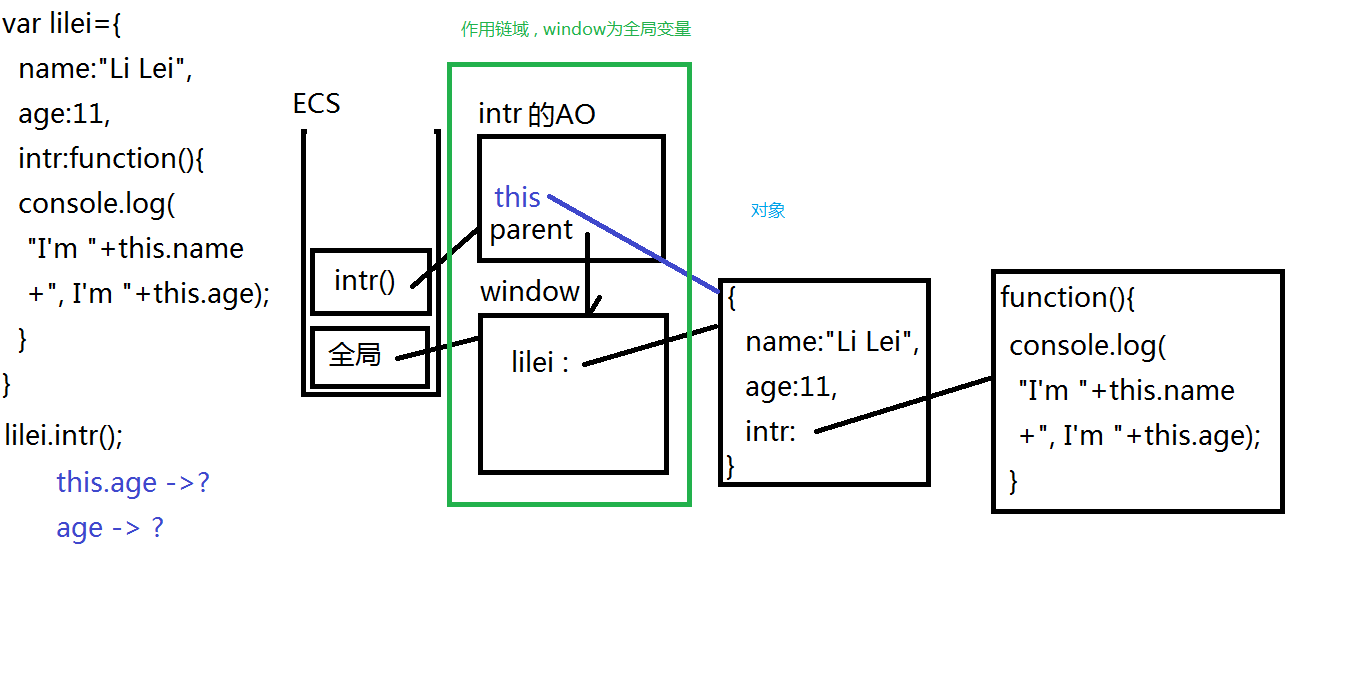 var lilei={
name:"Li Lei",
age:11,
intr:function(){
console.log(
"I'm "+this.name
+", I'm "+this.age);
}
}
lilei.intr();
this.age ->?
age -> ?
ECS
intr()
全局
作用链域 , window为全局变量
intr 的AO
this
parent
window
lilei :
对象
{
name:"Li Lei",
age:11,
intr:
}
function(){
console.log(
"I'm "+this.name
+", I'm "+this.age);
}